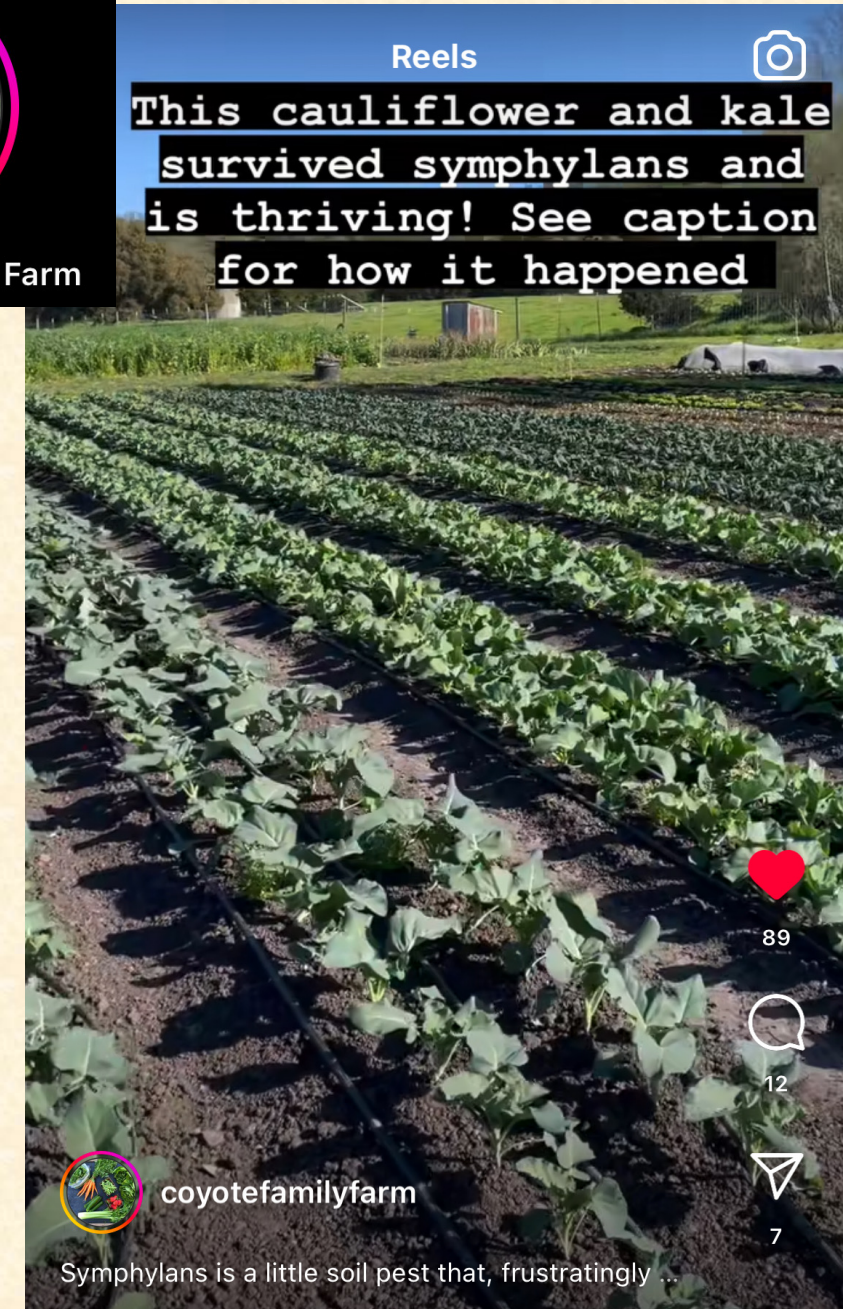 Reels
This cauliflower and kale
survived symphylans and
is thriving! See caption
for how it happened
Farm
89
12
7
coyotefamilyfarm
Symphylans is a little soil pest that, frustratingly ...